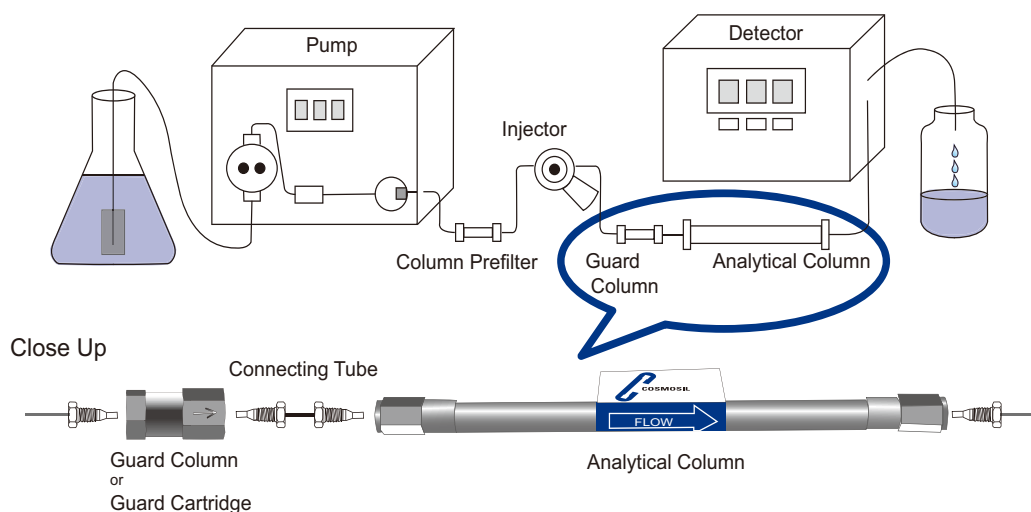 Pump
Detector
Injector
Column Prefilter
Guard
Column
Analytical Column
Close Up
Connecting Tube
COSMOSIL
FLOW
Guard Column
or
Guard Cartridge
Analytical Column